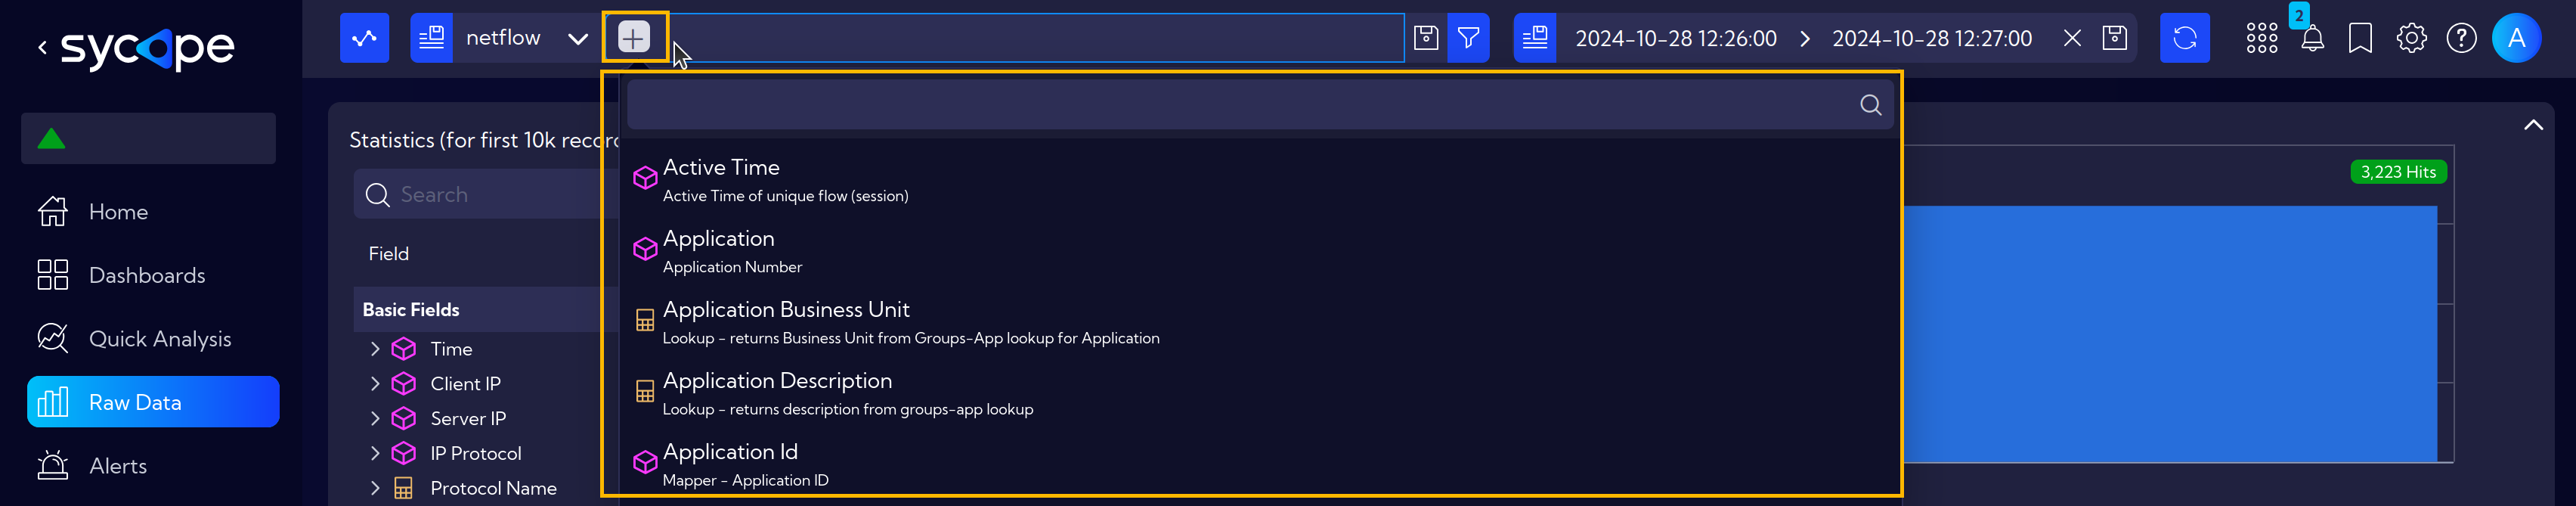 sycope
netflow
2024-10-28 12:26:00
2024-10-28 12:27:00
2
A
Home
Dashboards
Quick Analysis
Raw Data
Alerts
Statistics (for first 10k recor
Search
Field
Basic Fields
Time
Client IP
Server IP
IP Protocol
Protocol Name
Active Time
Active Time of unique flow (session)
Application
Application Number
Application Business Unit
Lookup - returns Business Unit from Groups-App lookup for Application
Application Description
Lookup - returns description from groups-app lookup
Application Id
Mapper - Application ID
3,223 Hits